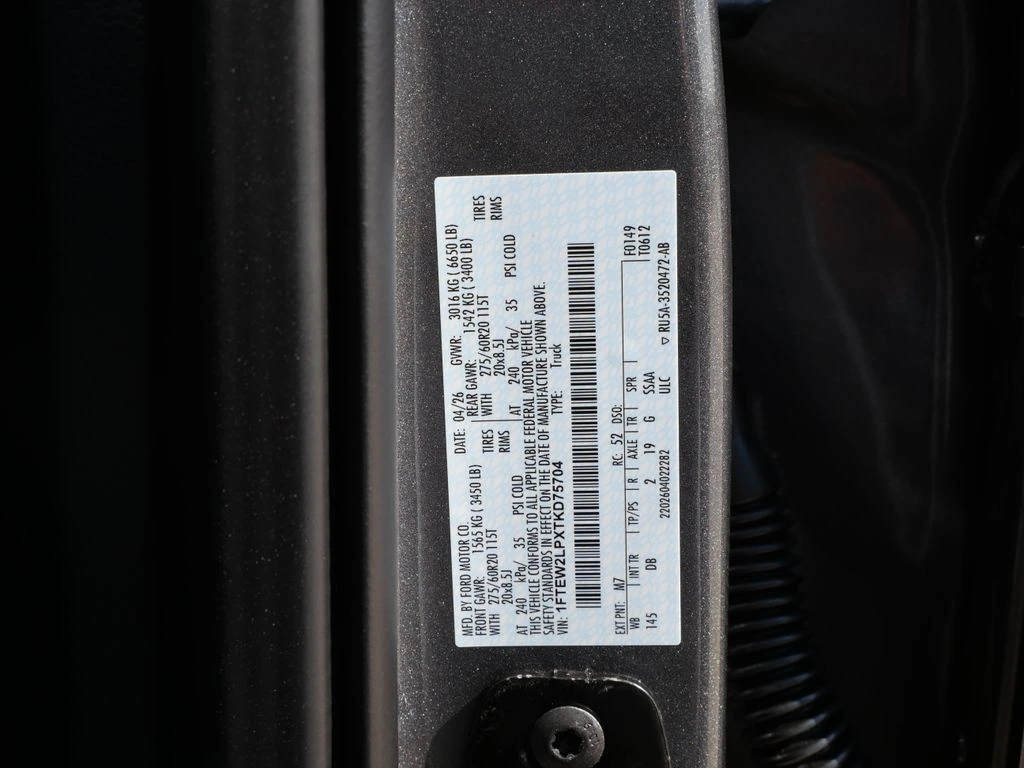 MFD. BY FORD MOTOR CO. DATE: 04/26 GVWR: 3016 KG ( 6650 LB)
FRONT GAWR: 1565 KG ( 3450 LB) REAR GAWR: 1542 KG ( 3400 LB)
WITH 275/60R20 115T TIRES WITH 275/60R20 115T TIRES
20x8.5J RIMS 20x8.5J RIMS
AT 240 kPa/ 35 PSI COLD AT 240 kPa/ 35 PSI COLD
THIS VEHICLE CONFORMS TO ALL APPLICABLE FEDERAL MOTOR VEHICLE
SAFETY STANDARDS IN EFFECT ON THE DATE OF MANUFACTURE SHOWN ABOVE.
VIN: 1FTEW2LPXTKD75704 TYPE: Truck
EXT PNT: M7 RC: 52 DSO: F0149
WB | INT TR | TP/PS | R | AXLE | TR | SPR | T0612
145 DB 2 19 G SSAA
2202604022282 ULC ▽ RU5A-3520472-AB